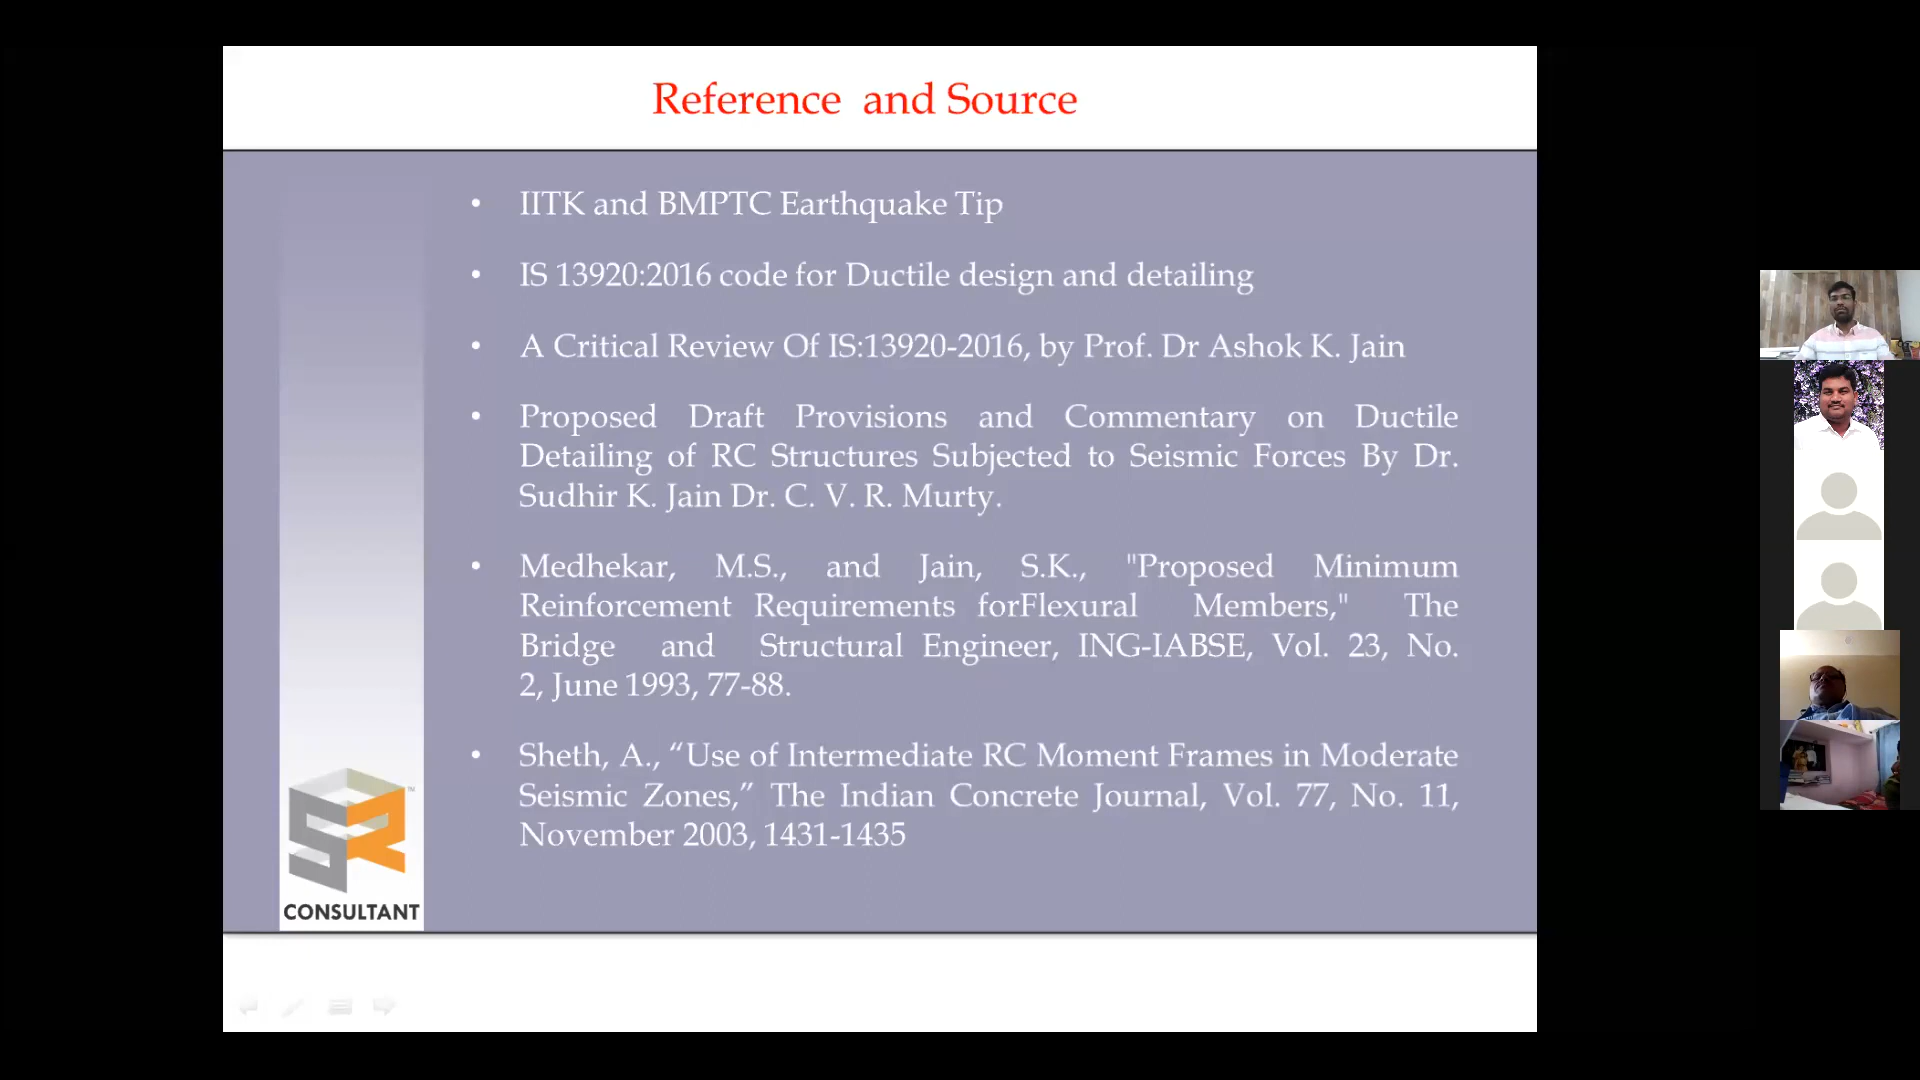 Reference and Source
• IITK and BMPTC Earthquake Tip
• IS 13920:2016 code for Ductile design and detailing
• A Critical Review Of IS:13920-2016, by Prof. Dr Ashok K. Jain
• Proposed Draft Provisions and Commentary on Ductile
Detailing of RC Structures Subjected to Seismic Forces By Dr.
Sudhir K. Jain Dr. C. V. R. Murty.
• Medhekar, M.S., and Jain, S.K., "Proposed Minimum
Reinforcement Requirements forFlexural Members," The
Bridge and Structural Engineer, ING-IABSE, Vol. 23, No.
2, June 1993, 77-88.
• Sheth, A., “Use of Intermediate RC Moment Frames in Moderate
Seismic Zones,” The Indian Concrete Journal, Vol. 77, No. 11,
November 2003, 1431-1435
SR™
CONSULTANT